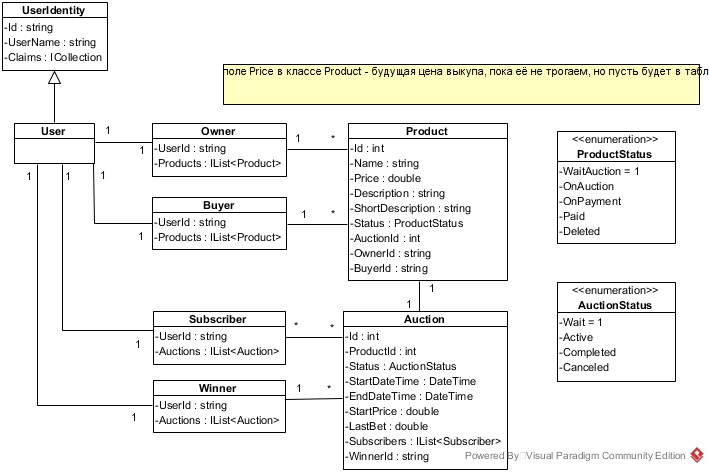 UserIdentity
-Id : string
-UserName : string
-Claims : ICollection
поле Price в классе Product - будущая цена выкупа, пока её не трогаем, но пусть будет в табл
User
1
1
1
1
1
Owner
-UserId : string
-Products : IList<Product>
1
*
Product
-Id : int
-Name : string
-Price : double
-Description : string
-ShortDescription : string
-Status : ProductStatus
-AuctionId : int
-OwnerId : string
-BuyerId : string
<<enumeration>>
ProductStatus
-WaitAuction = 1
-OnAuction
-OnPayment
-Paid
-Deleted
Buyer
-UserId : string
-Products : IList<Product>
1
1
*
1
1
Subscriber
-UserId : string
-Auctions : IList<Auction>
1
*
*
Auction
-Id : int
-ProductId : int
-Status : AuctionStatus
-StartDateTime : DateTime
-EndDateTime : DateTime
-StartPrice : double
-LastBet : double
-Subscribers : IList<Subscriber>
-WinnerId : string
<<enumeration>>
AuctionStatus
-Wait = 1
-Active
-Completed
-Canceled
Winner
-UserId : string
-Auctions : IList<Auction>
1
1
*
Powered By Visual Paradigm Community Edition